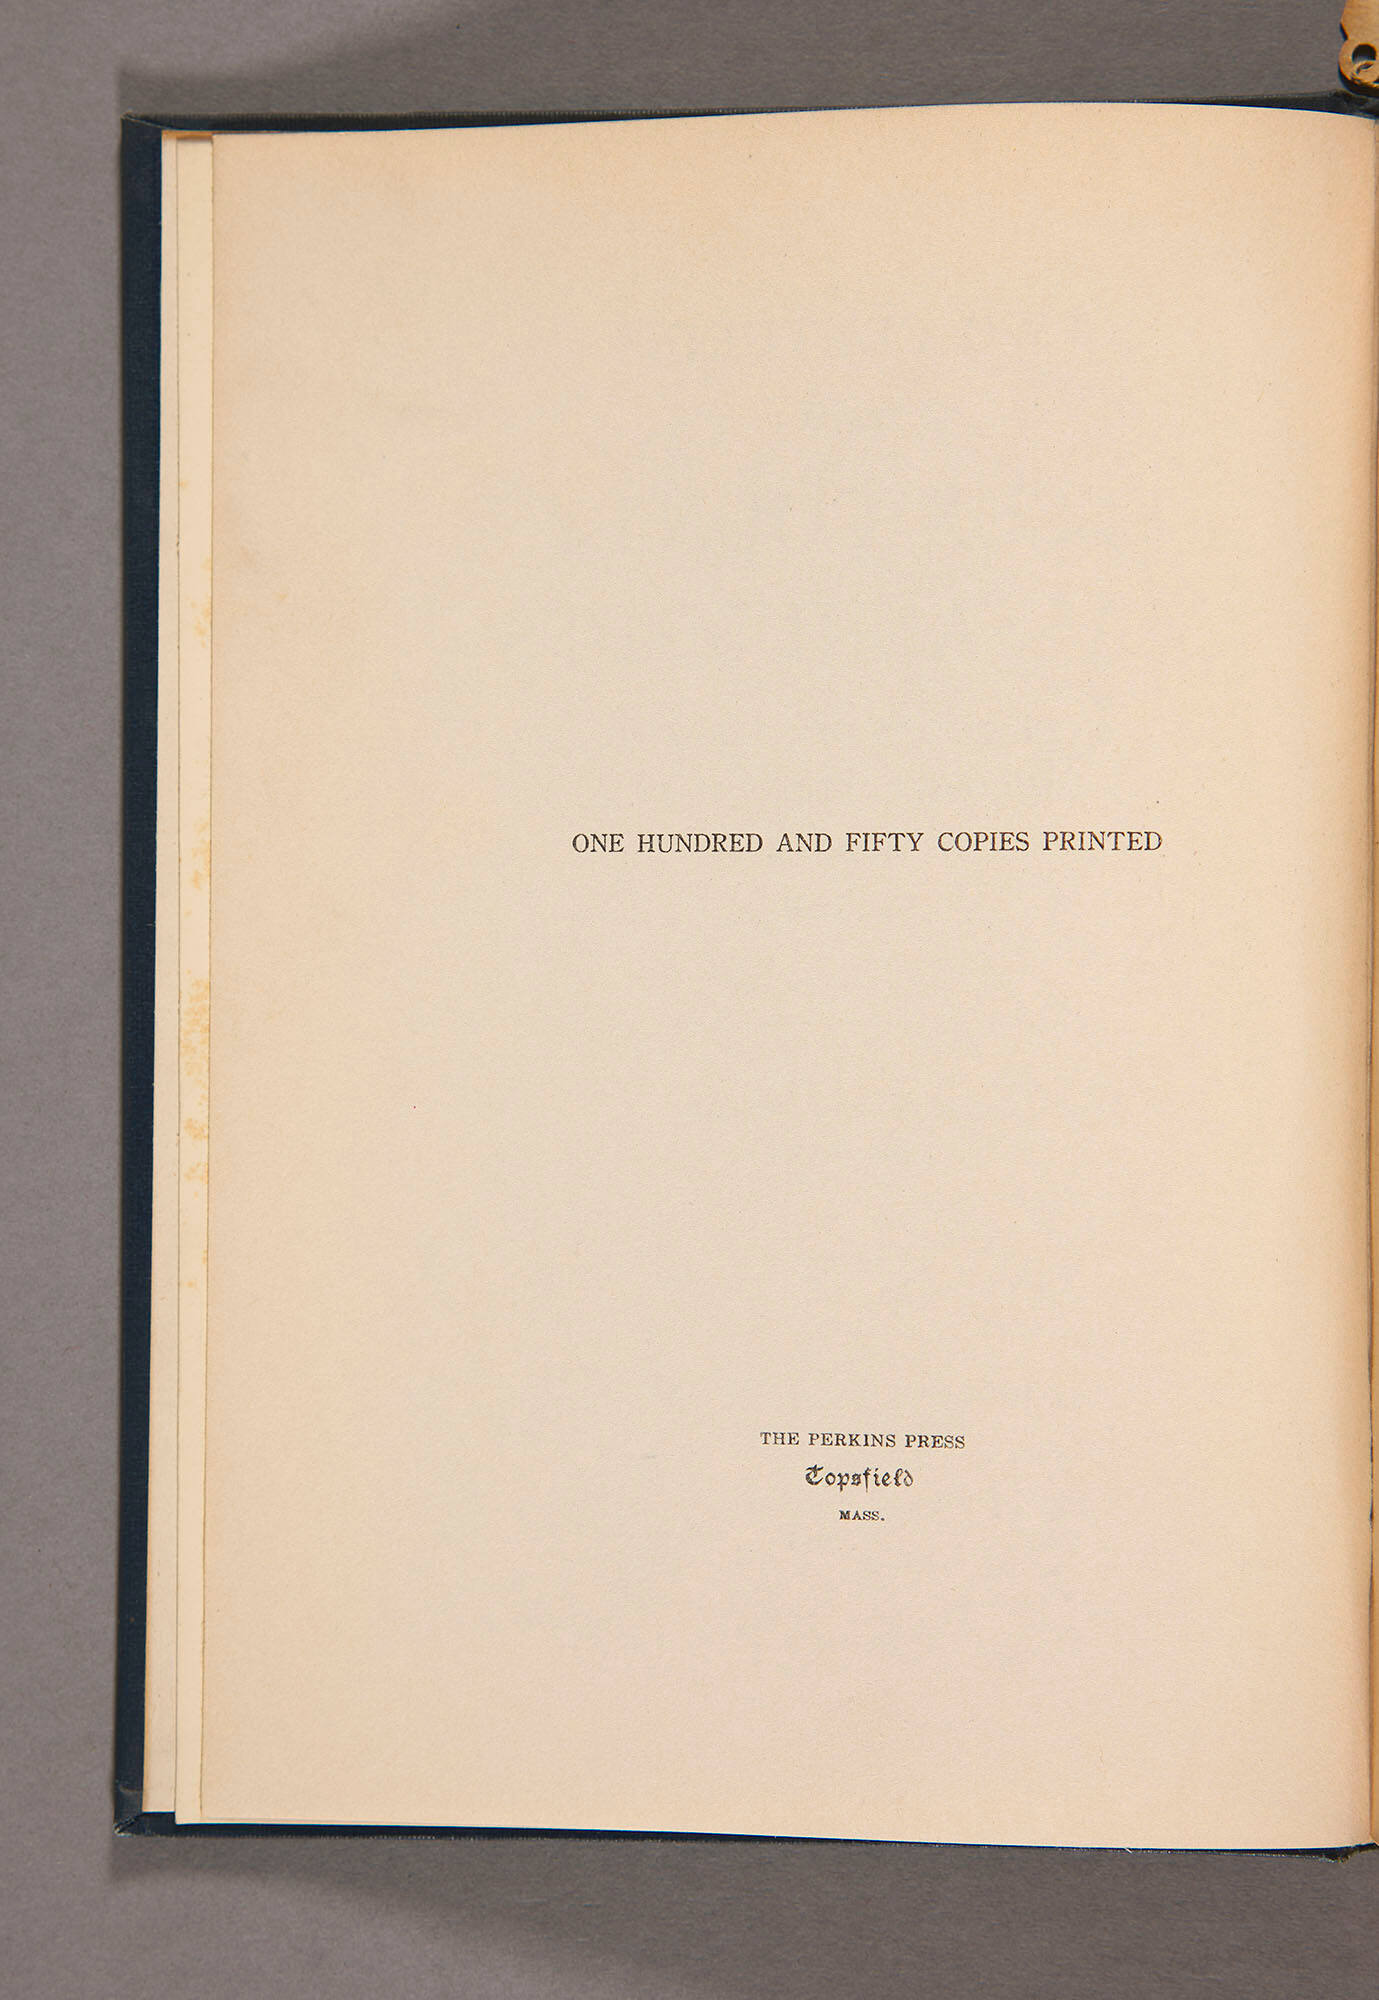 ONE HUNDRED AND FIFTY COPIES PRINTED
THE PERKINS PRESS
Topsfield
MASS.